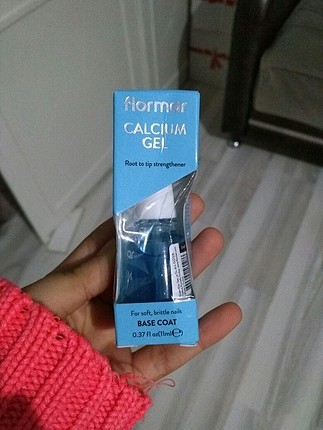 flormar
CALCIUM
GEL
Root to tip strengthener
For soft, brittle nails
BASE COAT
0.37 fl oz(11ml℮)